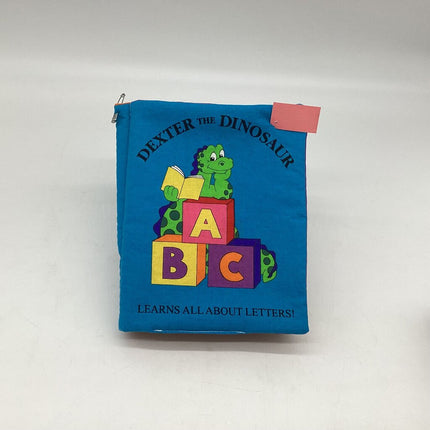 DEXTER THE DINOSAUR
A
B C
LEARNS ALL ABOUT LETTERS!